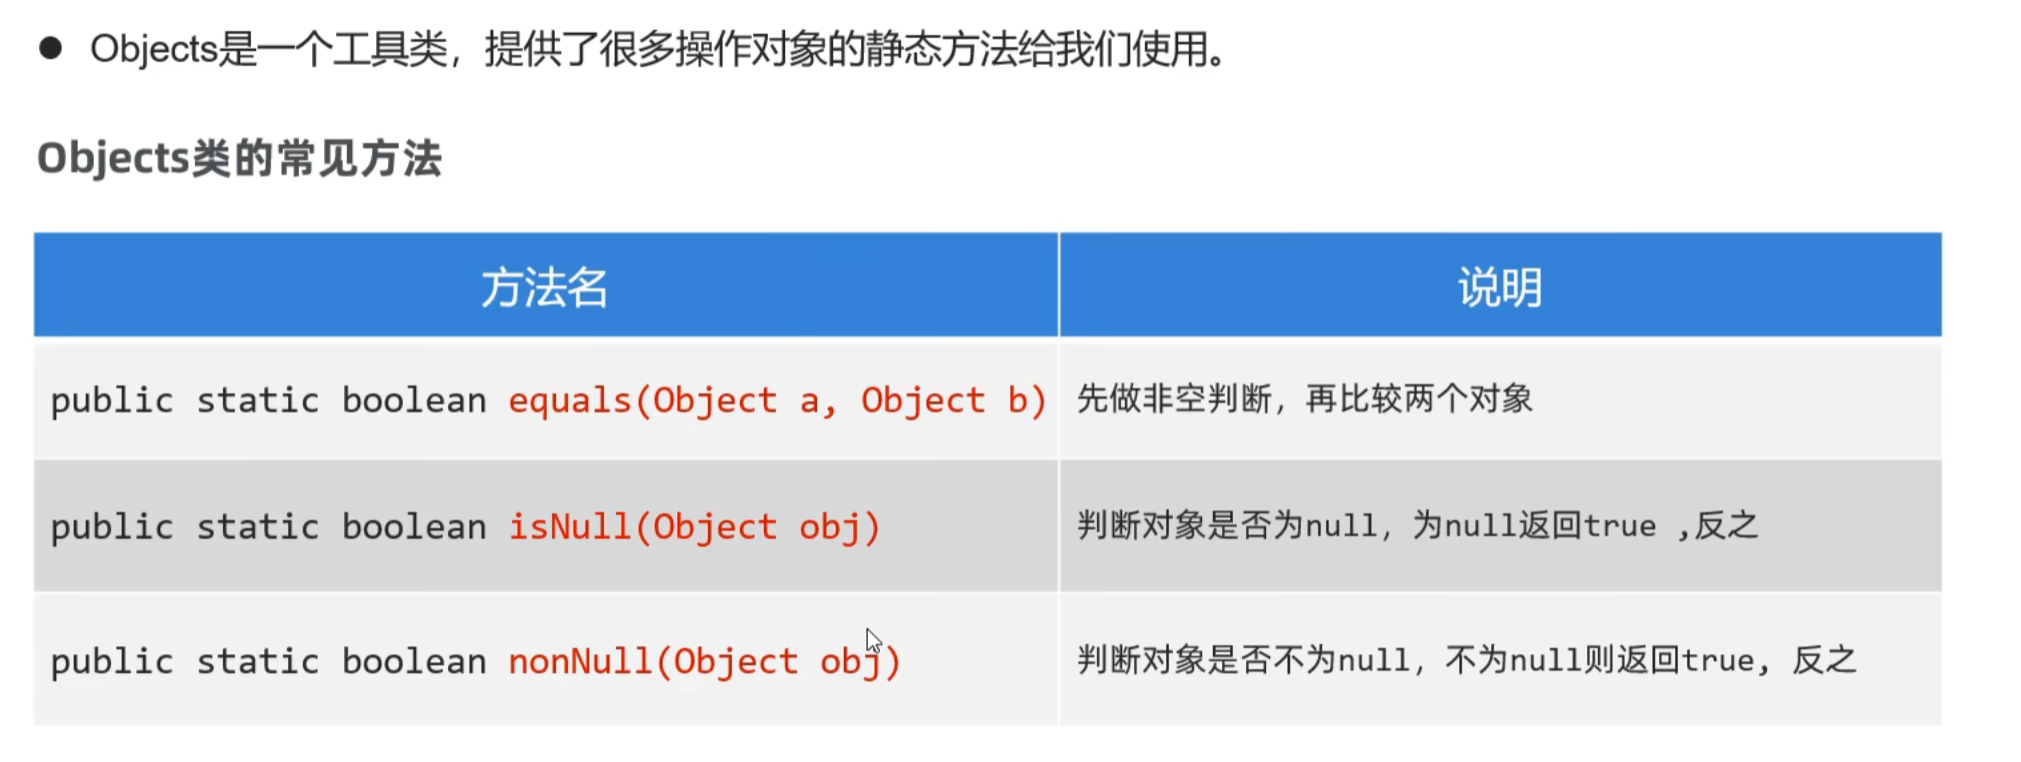 ● Objects是一个工具类，提供了很多操作对象的静态方法给我们使用。
Objects类的常见方法
方法名 说明
public static boolean equals(Object a, Object b) 先做非空判断，再比较两个对象
public static boolean isNull(Object obj) 判断对象是否为null，为null返回true ,反之
public static boolean nonNull(Object obj) 判断对象是否不为null，不为null则返回true, 反之